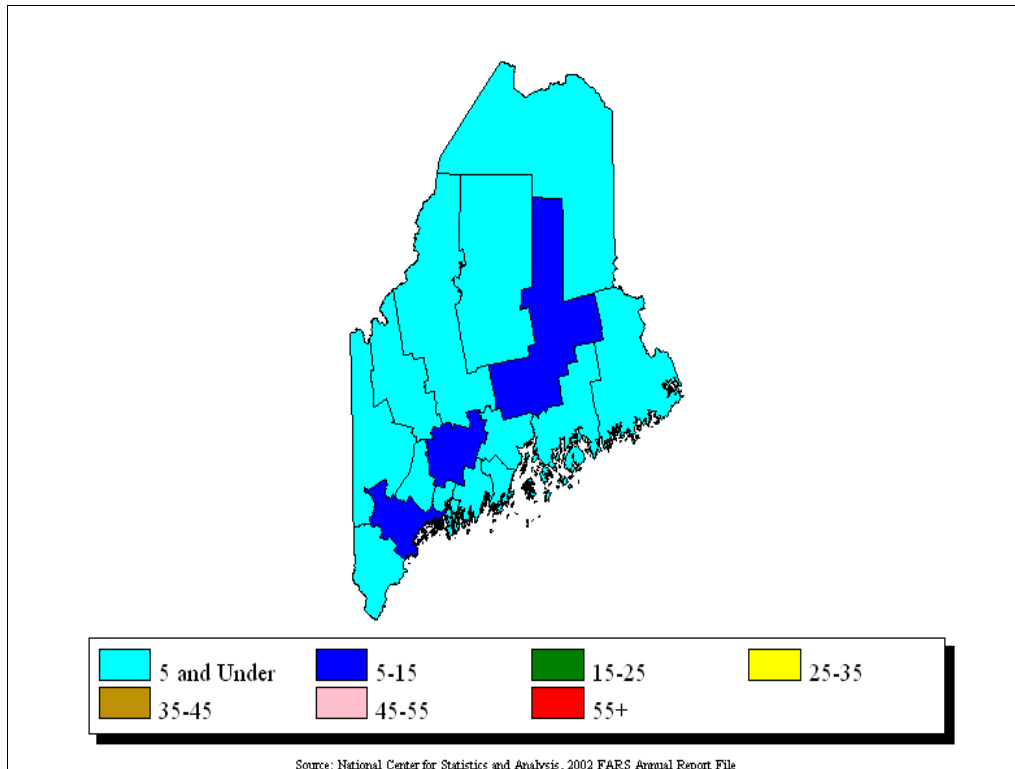 5 and Under 5-15 15-25 25-35
35-45 45-55 55+
Source: National Center for Statistics and Analysis, 2002 FARS Annual Report File